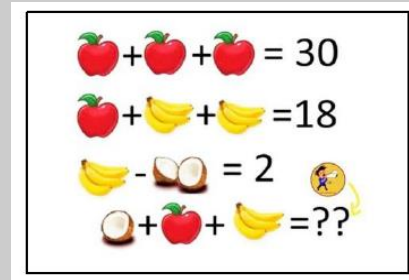 + + = 30
+ + =18
- = 2
+ + =??